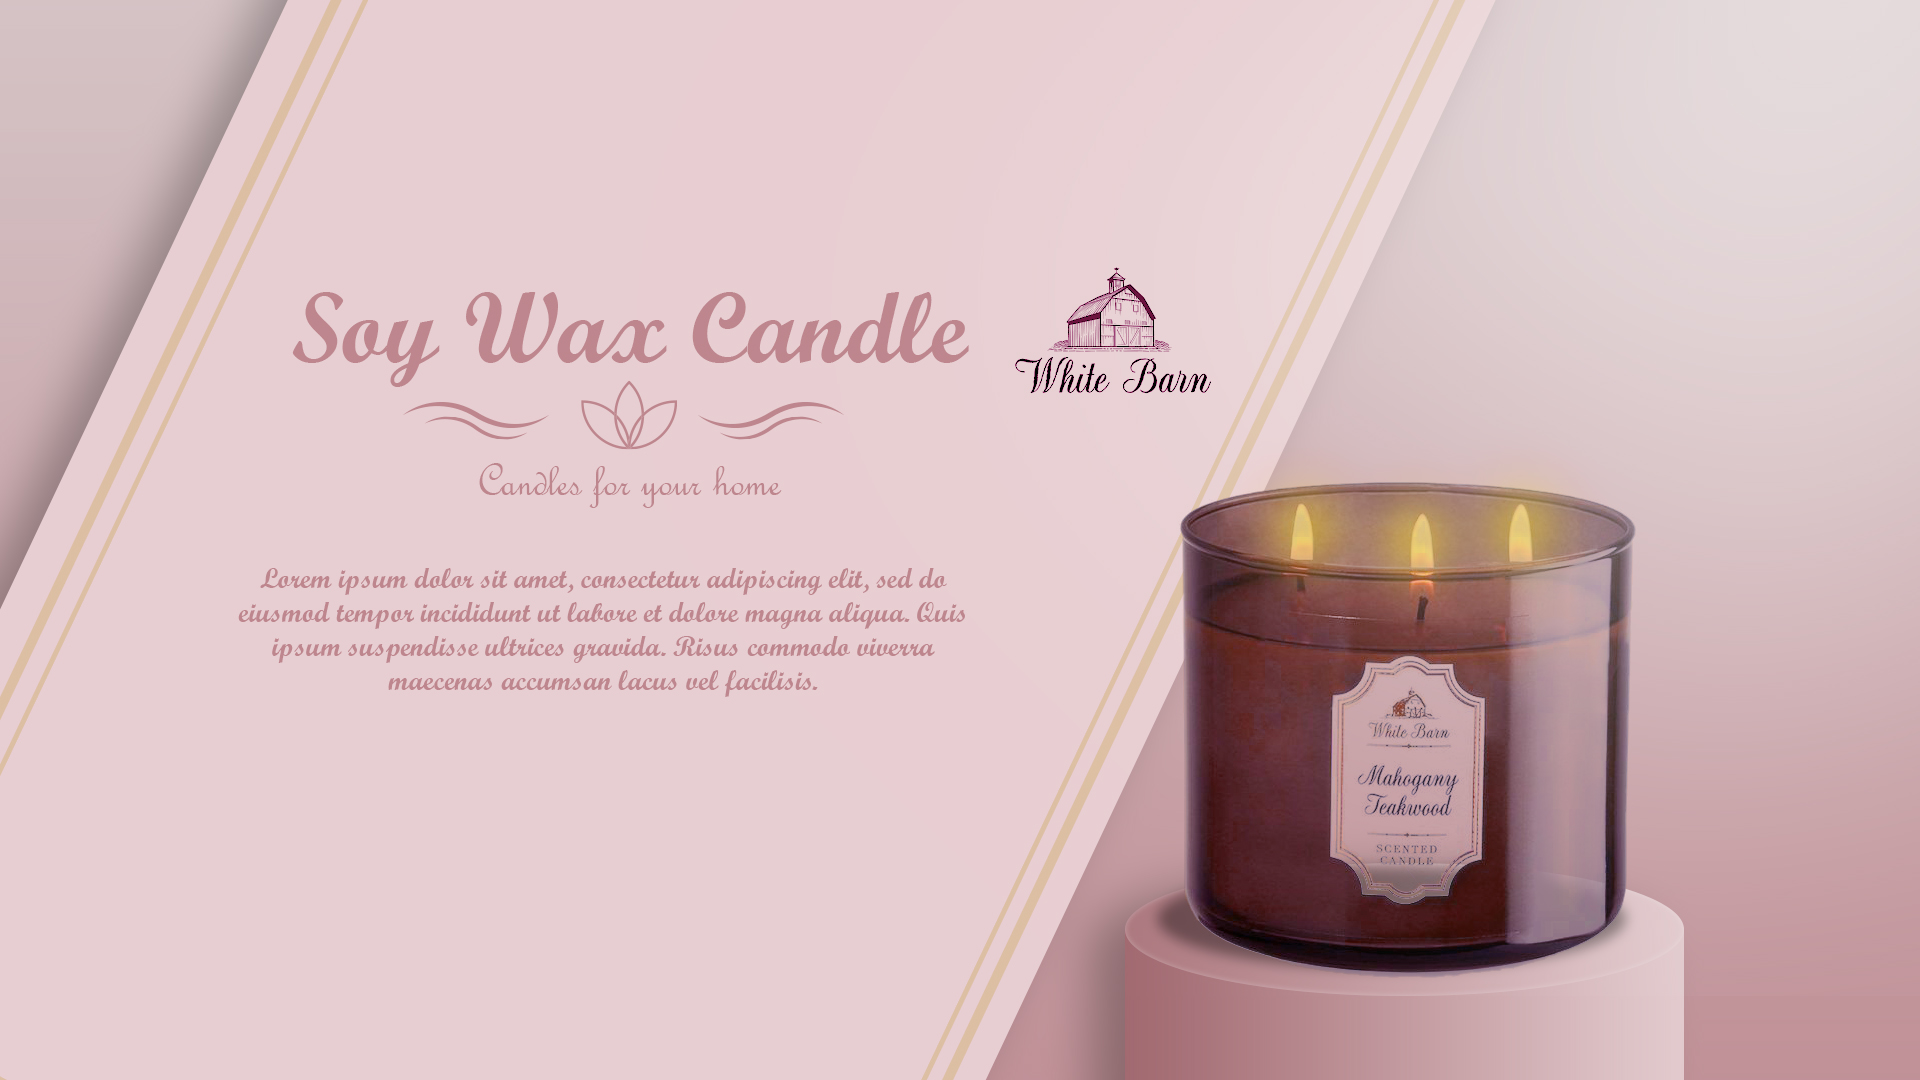 Soy Wax Candle
White Barn
Candles for your home
Lorem ipsum dolor sit amet, consectetur adipiscing elit, sed do
eiusmod tempor incididunt ut labore et dolore magna aliqua. Quis
ipsum suspendisse ultrices gravida. Risus commodo viverra
maecenas accumsan lacus vel facilisis.
White Barn
Mahogany
Teakwood
SCENTED
CANDLE